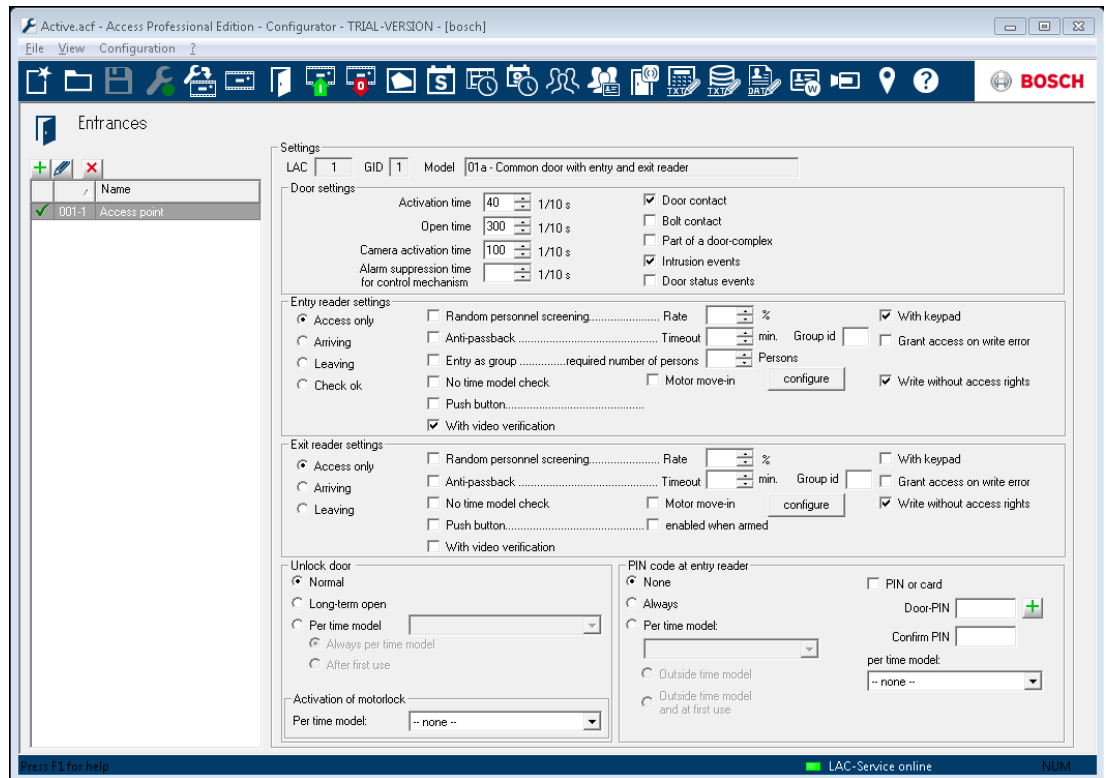 Active.acf - Access Professional Edition - Configurator - TRIAL-VERSION - [bosch]
File View Configuration ?
S TXT TXT DATA W ? BOSCH
Entrances
Name
001-1 Access point
Settings
LAC 1 GID 1 Model 01a - Common door with entry and exit reader
Door settings
Activation time 40 1/10 s Door contact
Open time 300 1/10 s Bolt contact
Camera activation time 100 1/10 s Part of a door-complex
Alarm suppression time
for control mechanism 1/10 s Intrusion events
Door status events
Entry reader settings
Access only Random personnel screening.................... Rate % With keypad
Arriving Anti-passback ........................................ Timeout min. Group id Grant access on write error
Leaving Entry as group ...............required number of persons Persons
Check ok No time model check Motor move-in configure Write without access rights
Push button..........................................
With video verification
Exit reader settings
Access only Random personnel screening.................... Rate % With keypad
Arriving Anti-passback ........................................ Timeout min. Group id Grant access on write error
Leaving No time model check Motor move-in configure Write without access rights
Push button.......................................... enabled when armed
With video verification
Unlock door
Normal
Long-term open
Per time model
Always per time model
After first use
Activation of motorlock
Per time model: -- none --
PIN code at entry reader
None PIN or card
Always Door-PIN
Per time model: Confirm PIN
per time model:
Outside time model -- none --
Outside time model
and at first use
Press F1 for help LAC-Service online NUM